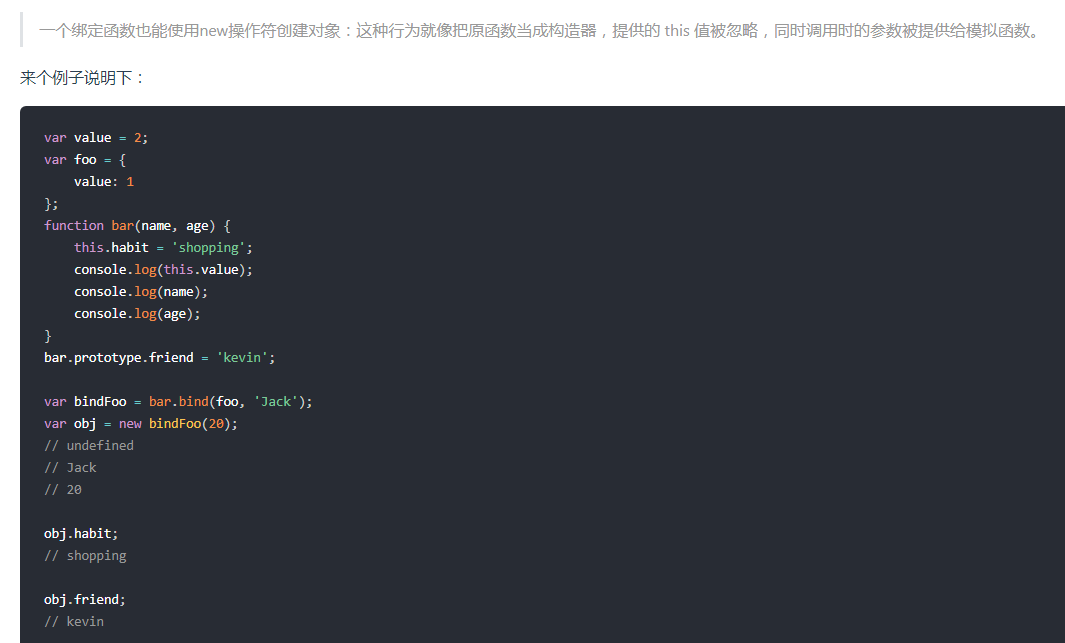 一个绑定函数也能使用new操作符创建对象：这种行为就像把原函数当成构造器，提供的 this 值被忽略，同时调用时的参数被提供给模拟函数。
来个例子说明下：
var value = 2;
var foo = {
    value: 1
};
function bar(name, age) {
    this.habit = 'shopping';
    console.log(this.value);
    console.log(name);
    console.log(age);
}
bar.prototype.friend = 'kevin';
var bindFoo = bar.bind(foo, 'Jack');
var obj = new bindFoo(20);
// undefined
// Jack
// 20
obj.habit;
// shopping
obj.friend;
// kevin